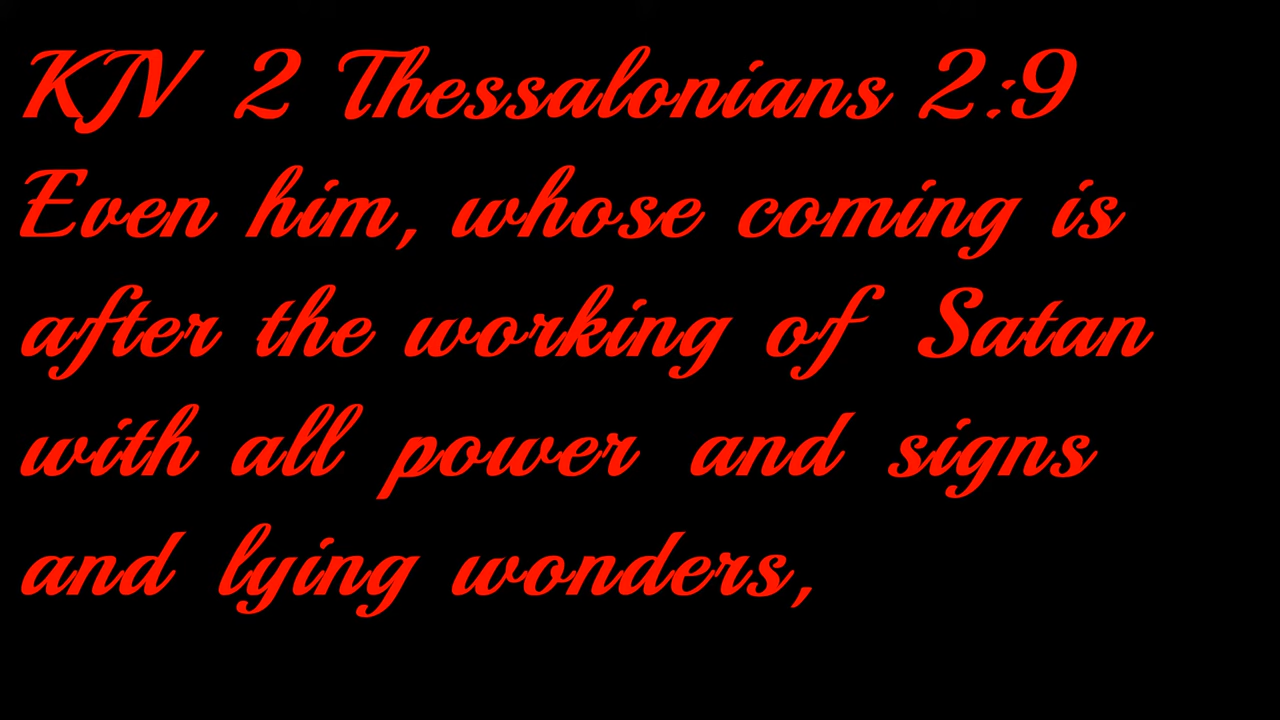 KJV 2 Thessalonians 2:9
Even him, whose coming is
after the working of Satan
with all power and signs
and lying wonders,